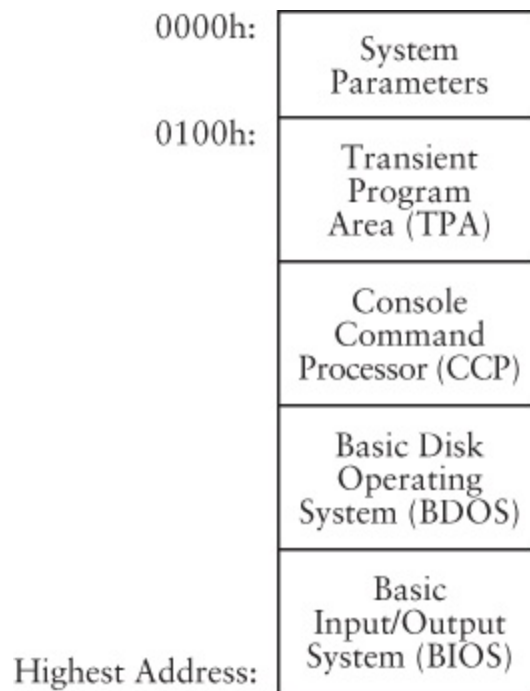 0000h:
System
Parameters
0100h:
Transient
Program
Area (TPA)
Console
Command
Processor (CCP)
Basic Disk
Operating
System (BDOS)
Basic
Input/Output
System (BIOS)
Highest Address: